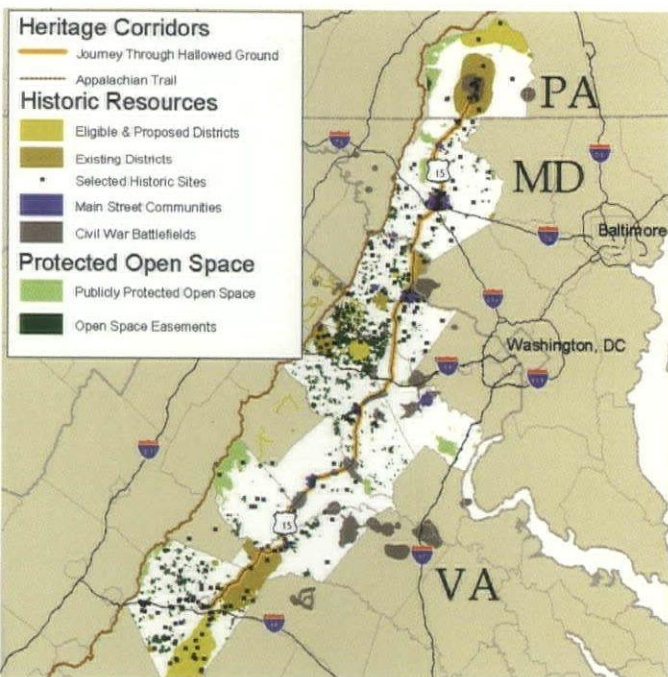 Heritage Corridors
Journey Through Hallowed Ground
Appalachian Trail
Historic Resources
Eligible & Proposed Districts
Existing Districts
Selected Historic Sites
Main Street Communities
Civil War Battlefields
Protected Open Space
Publicly Protected Open Space
Open Space Easements
PA
MD
15
Baltimore
Washington, DC
15
VA